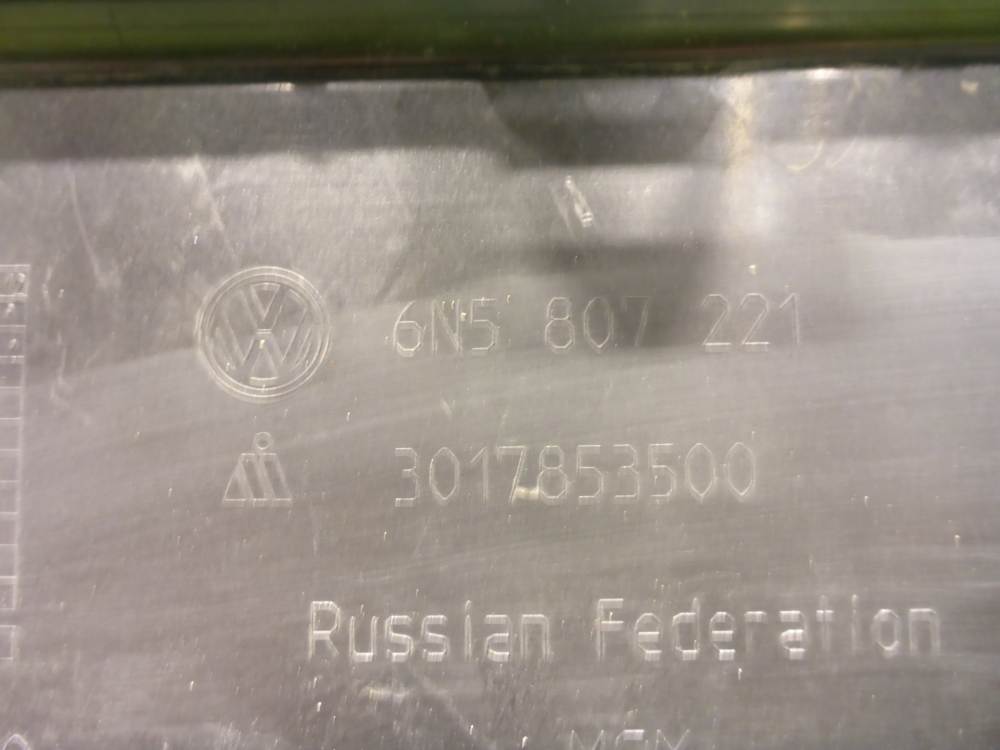 6N5 807 221
3017853500
Russian Federation